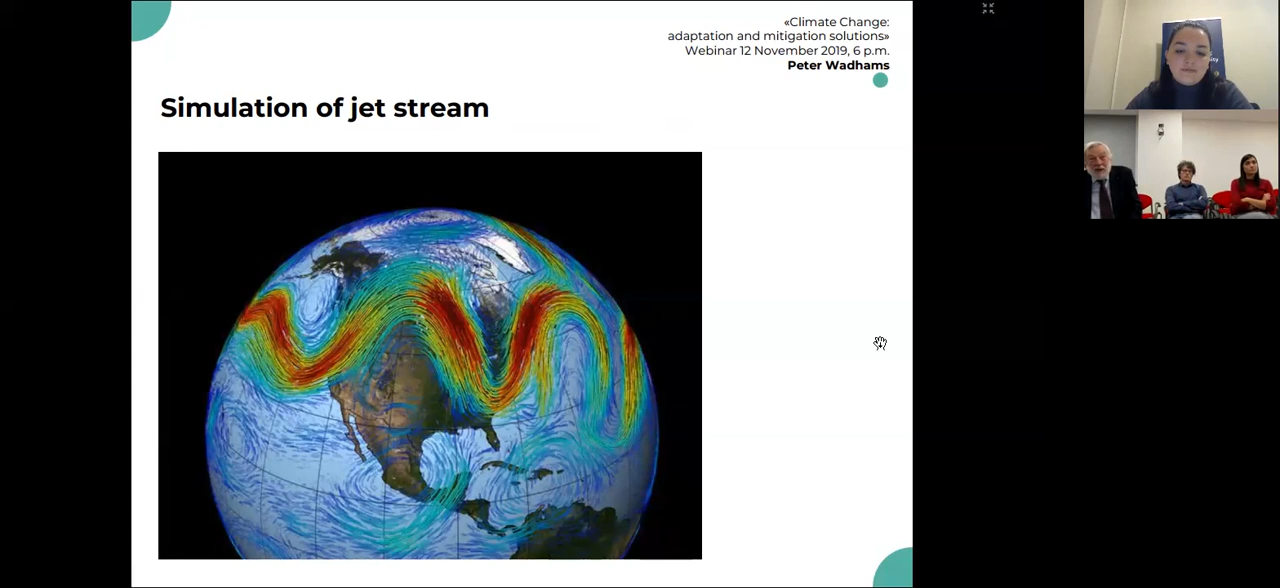 «Climate Change:
adaptation and mitigation solutions»
Webinar 12 November 2019, 6 p.m.
Peter Wadhams
Simulation of jet stream